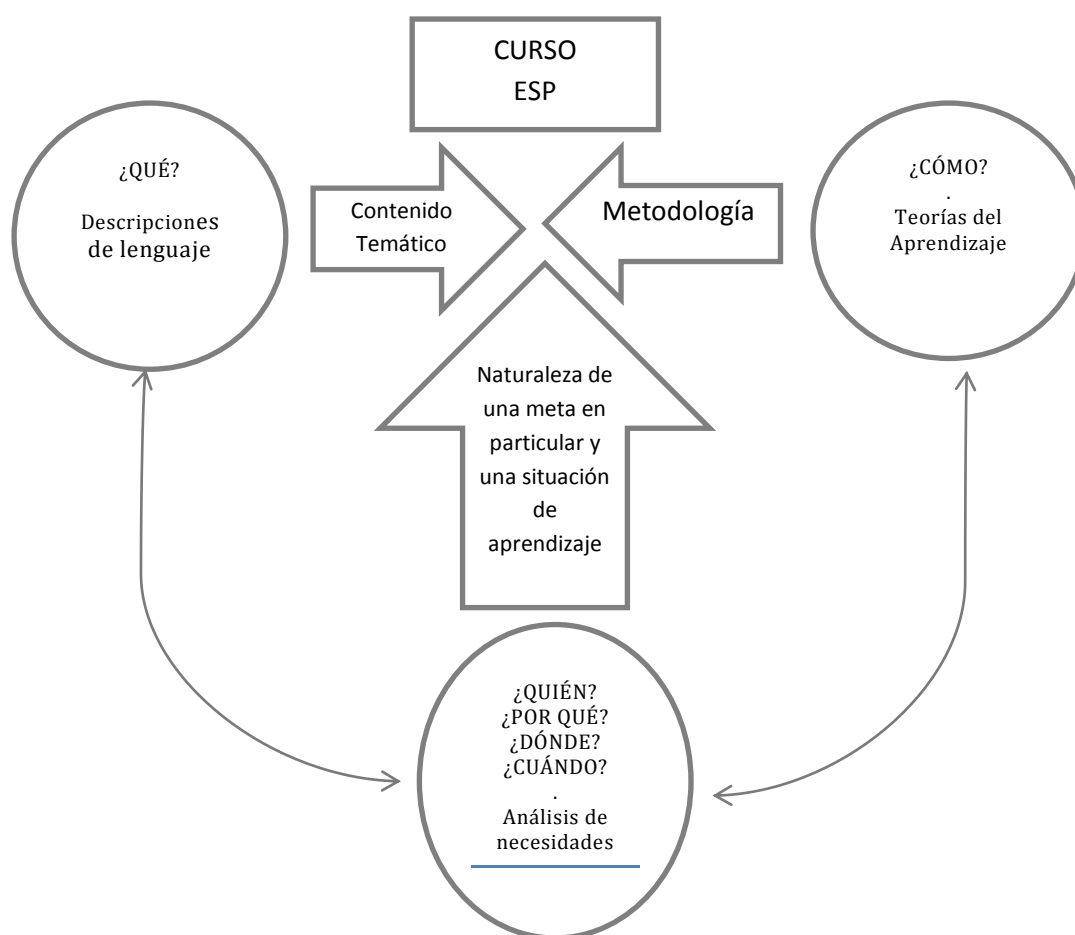 CURSO
ESP
¿QUÉ?
Descripciones
de lenguaje
Contenido
Temático
Metodología
¿CÓMO?
.
Teorías del
Aprendizaje
Naturaleza de
una meta en
particular y
una situación
de
aprendizaje
¿QUIÉN?
¿POR QUÉ?
¿DÓNDE?
¿CUÁNDO?
.
Análisis de
necesidades